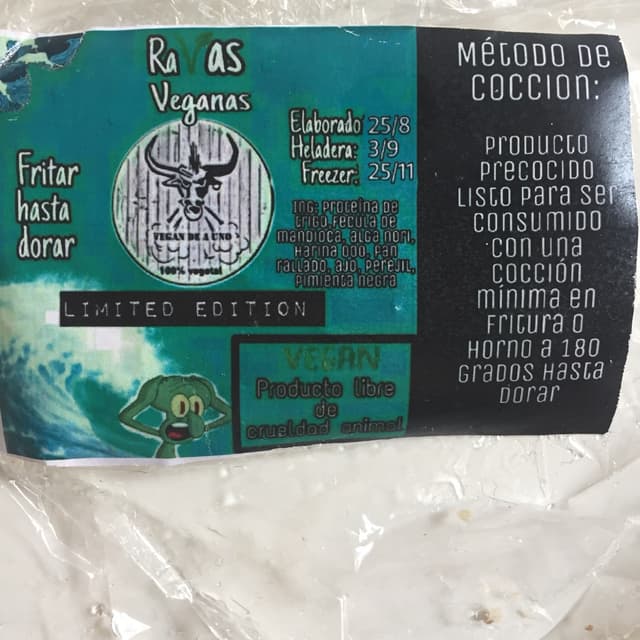 RaVas
Veganas
Fritar
hasta
dorar
Elaborado 25/8
Heladera: 3/9
Freezer: 25/11
VEGAN DE A UNO
100% vegetal
Ing: Proteína de
trigo, fecula de
mandioca, alga nori,
Harina 000, Pan
rallado, ajo, Perejil,
Pimienta negra
LIMITED EDITION
VEGAN
Producto libre
de
crueldad animal
Método de
coccion:
Producto
precocido
listo para ser
consumido
con una
cocción
mínima en
fritura o
Horno a 180
grados Hasta
dorar